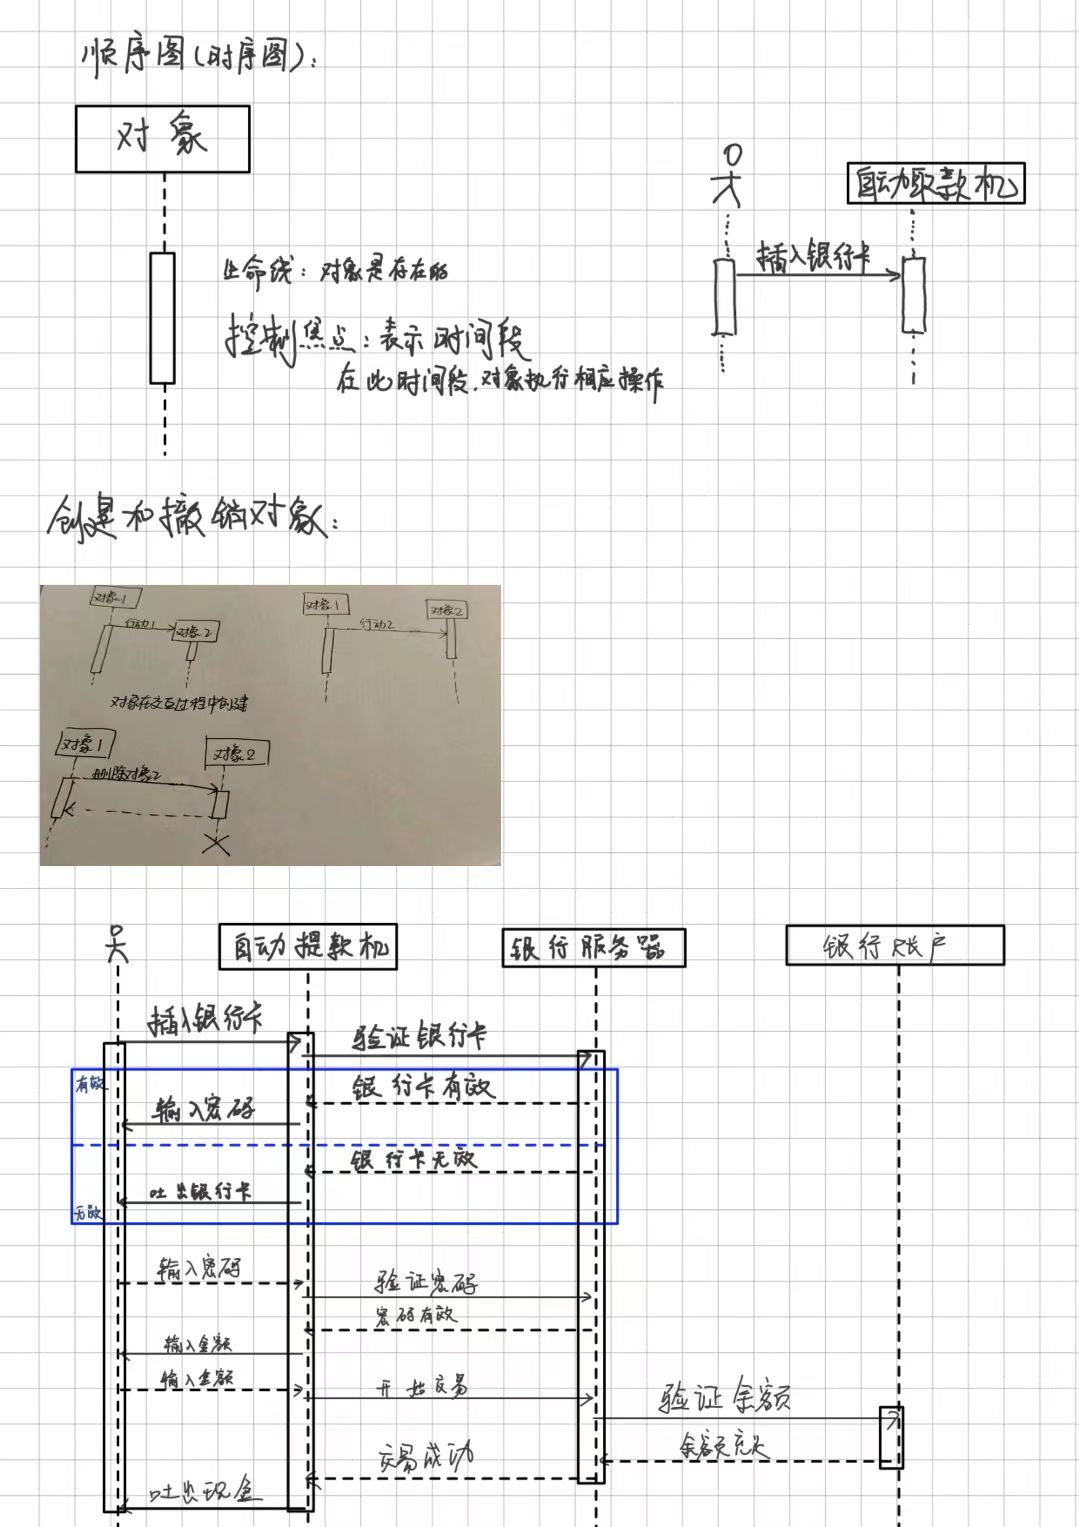 顺序图(时序图):
对象
自动取款机
插入银行卡
生命线: 对象是存在的
控制焦点: 表示时间段
在此时间段,对象执行相应操作
创建和撤销对象:
对象1
对象1
对象2
行动1
对象2
行动2
对象在交互过程中创建
对象1
对象2
删除对象2
自动提款机
银行服务器
银行账户
插入银行卡
验证银行卡
有效
银行卡有效
输入密码
银行卡无效
吐出银行卡
无效
输入密码
验证密码
密码有效
输入金额
输入金额
开始交易
验证余额
余额充足
交易成功
吐出现金